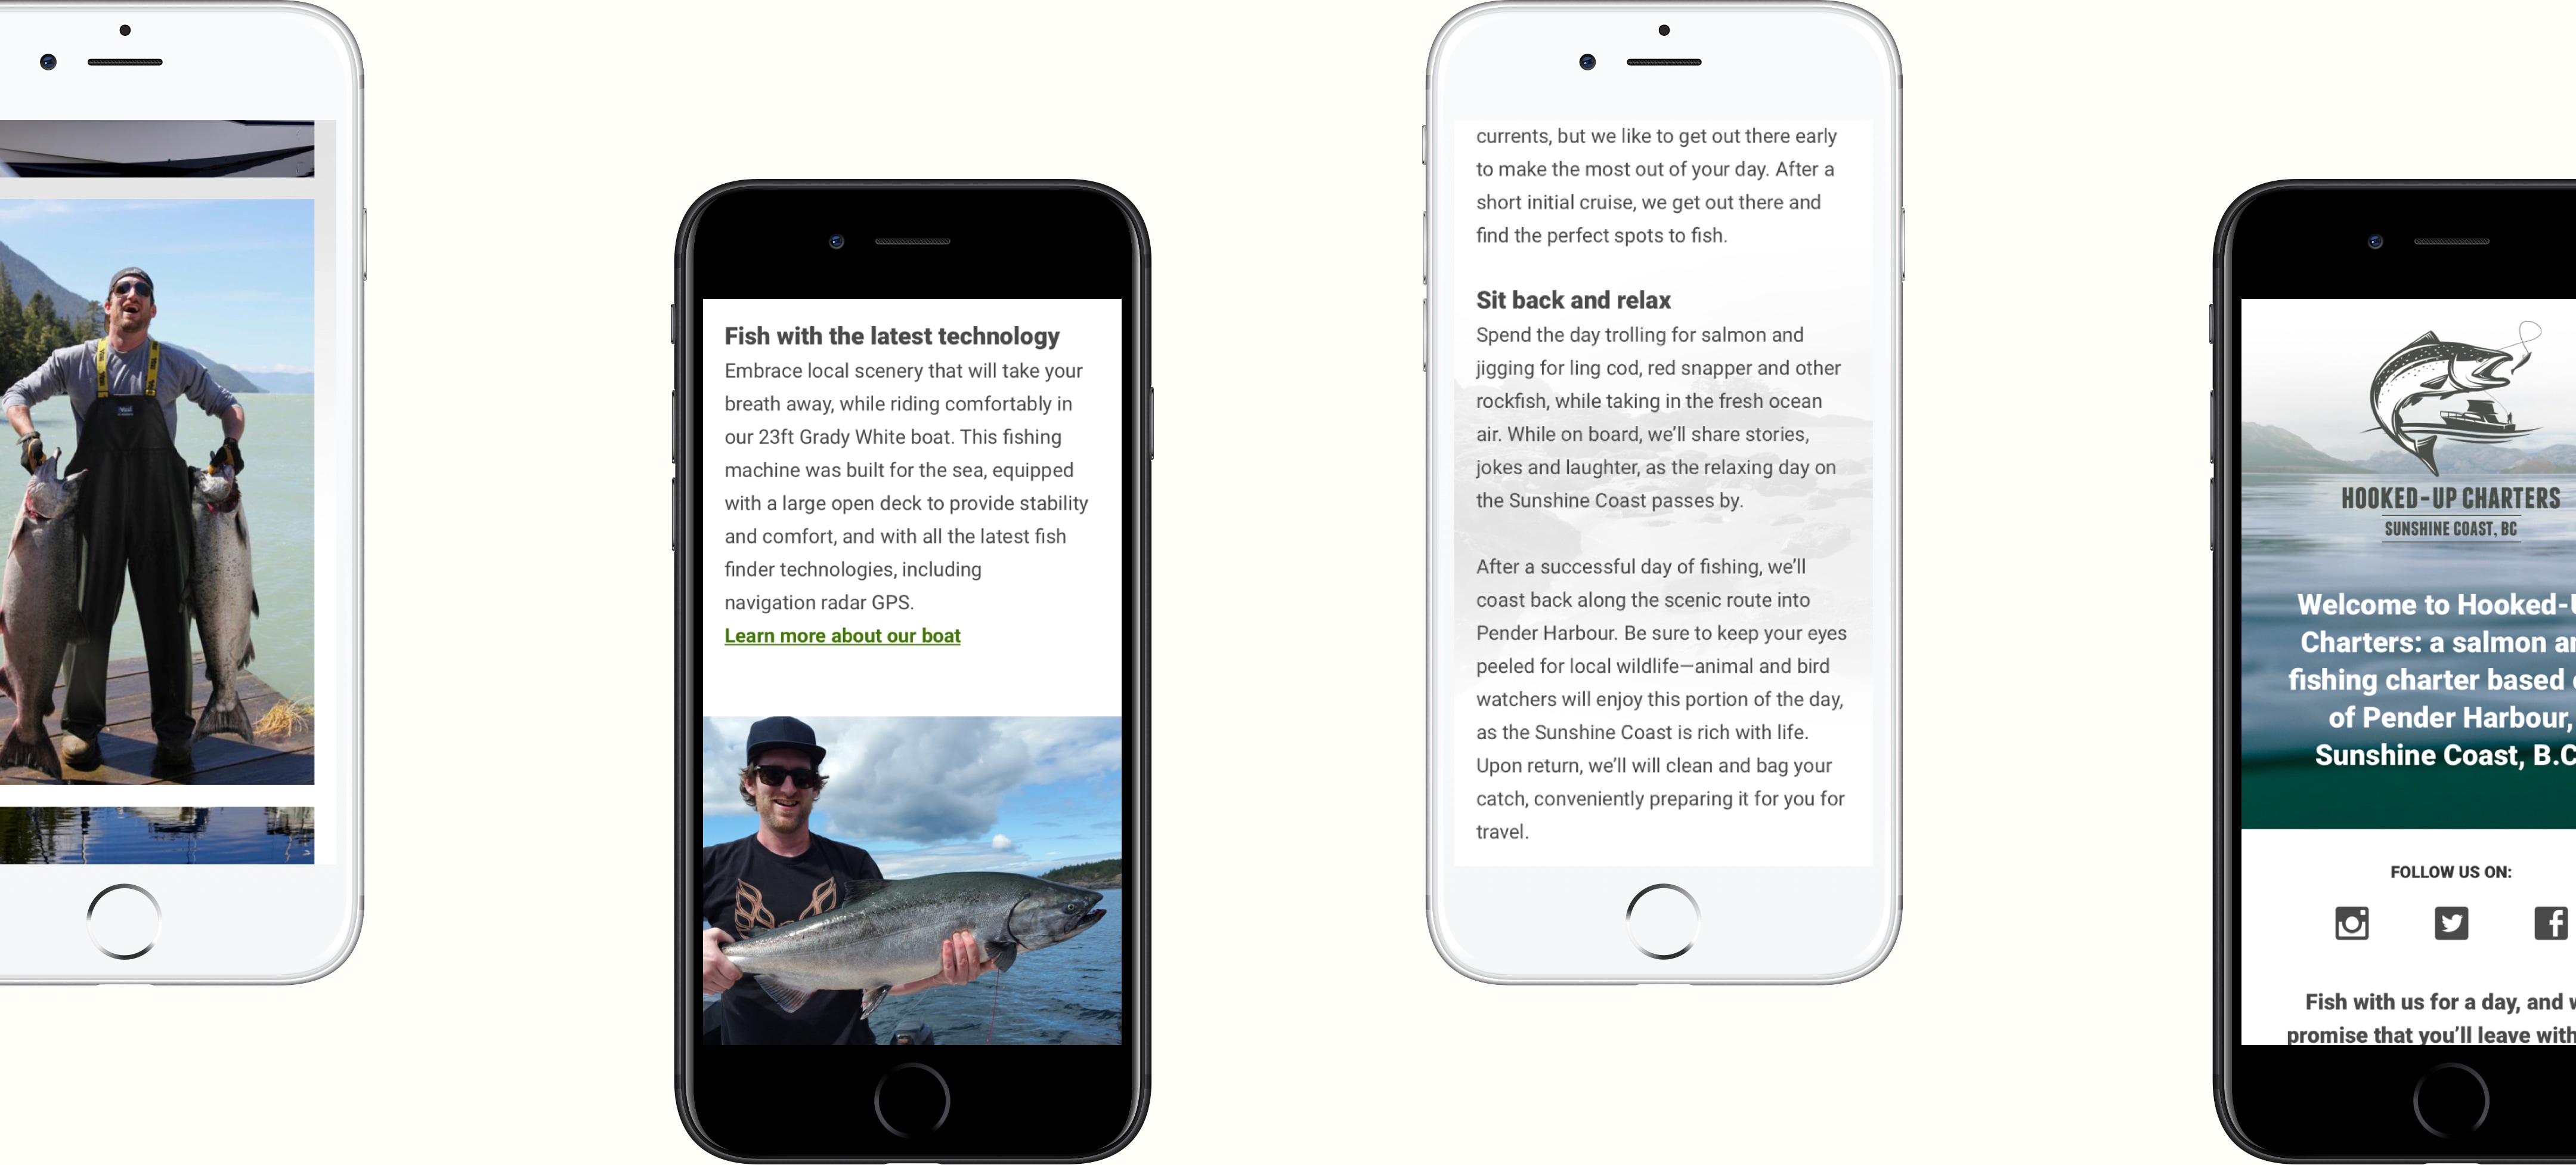 Fish with the latest technology
Embrace local scenery that will take your
breath away, while riding comfortably in
our 23ft Grady White boat. This fishing
machine was built for the sea, equipped
with a large open deck to provide stability
and comfort, and with all the latest fish
finder technologies, including
navigation radar GPS.
Learn more about our boat
currents, but we like to get out there early
to make the most out of your day. After a
short initial cruise, we get out there and
find the perfect spots to fish.
Sit back and relax
Spend the day trolling for salmon and
jigging for ling cod, red snapper and other
rockfish, while taking in the fresh ocean
air. While on board, we’ll share stories,
jokes and laughter, as the relaxing day on
the Sunshine Coast passes by.
After a successful day of fishing, we’ll
coast back along the scenic route into
Pender Harbour. Be sure to keep your eyes
peeled for local wildlife—animal and bird
watchers will enjoy this portion of the day,
as the Sunshine Coast is rich with life.
Upon return, we’ll will clean and bag your
catch, conveniently preparing it for you for
travel.
HOOKED-UP CHARTERS
SUNSHINE COAST, BC
Welcome to Hooked-
Charters: a salmon
fishing charter based
of Pender Harbour,
Sunshine Coast, B.C
FOLLOW US ON:
Fish with us for a day, and
promise that you’ll leave with